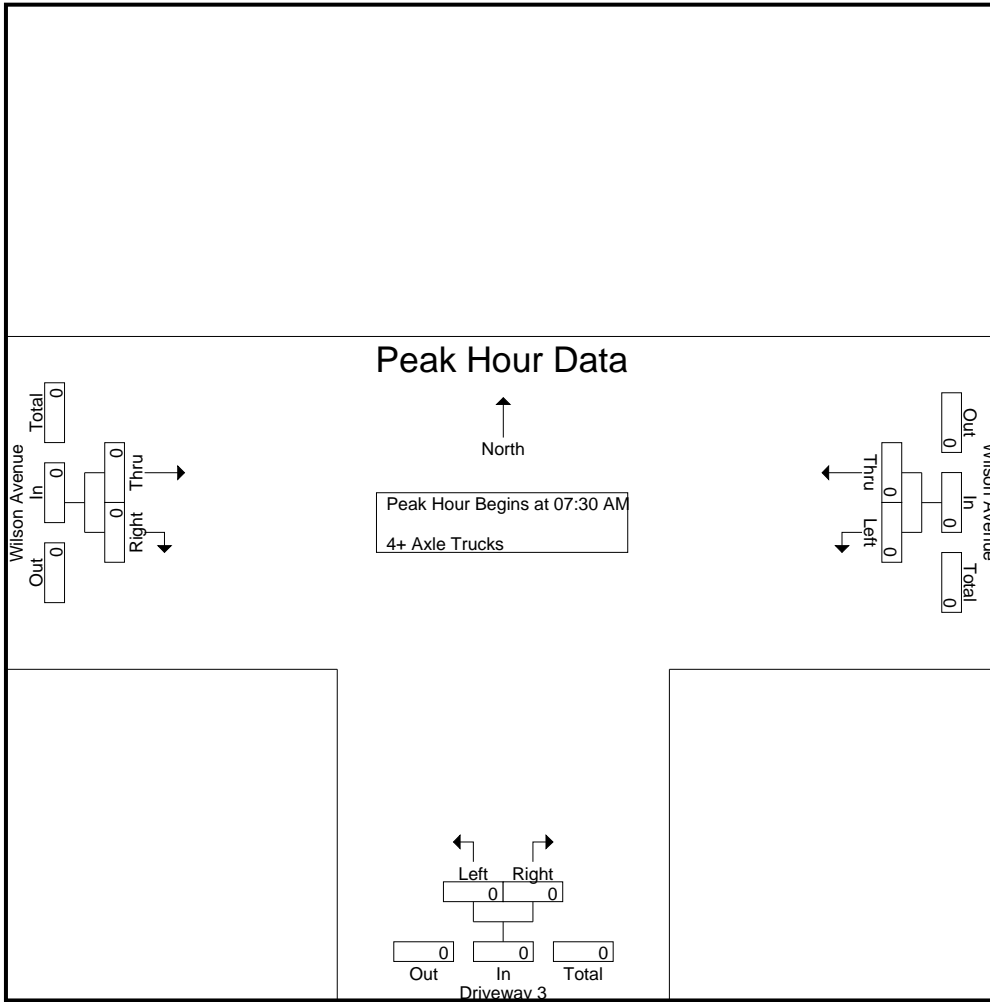 Peak Hour Data
North
Peak Hour Begins at 07:30 AM
4+ Axle Trucks
Wilson Avenue
Out
In
Total
0
0
0
Right
Thru
0
0
Wilson Avenue
Out
In
Total
0
0
0
Thru
Left
0
0
Left
Right
0
0
0
0
0
Out
In
Total
Driveway 3